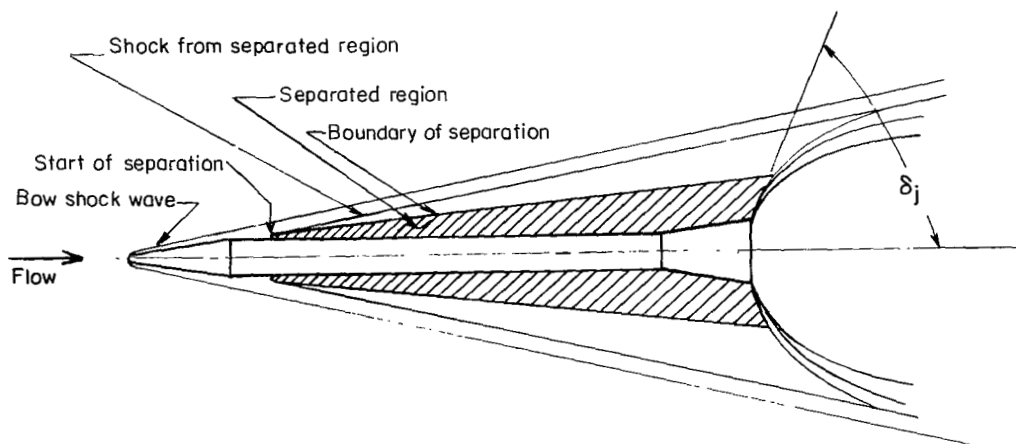 Shock from separated region
Separated region
Boundary of separation
Start of separation
Bow shock wave
Flow
δj